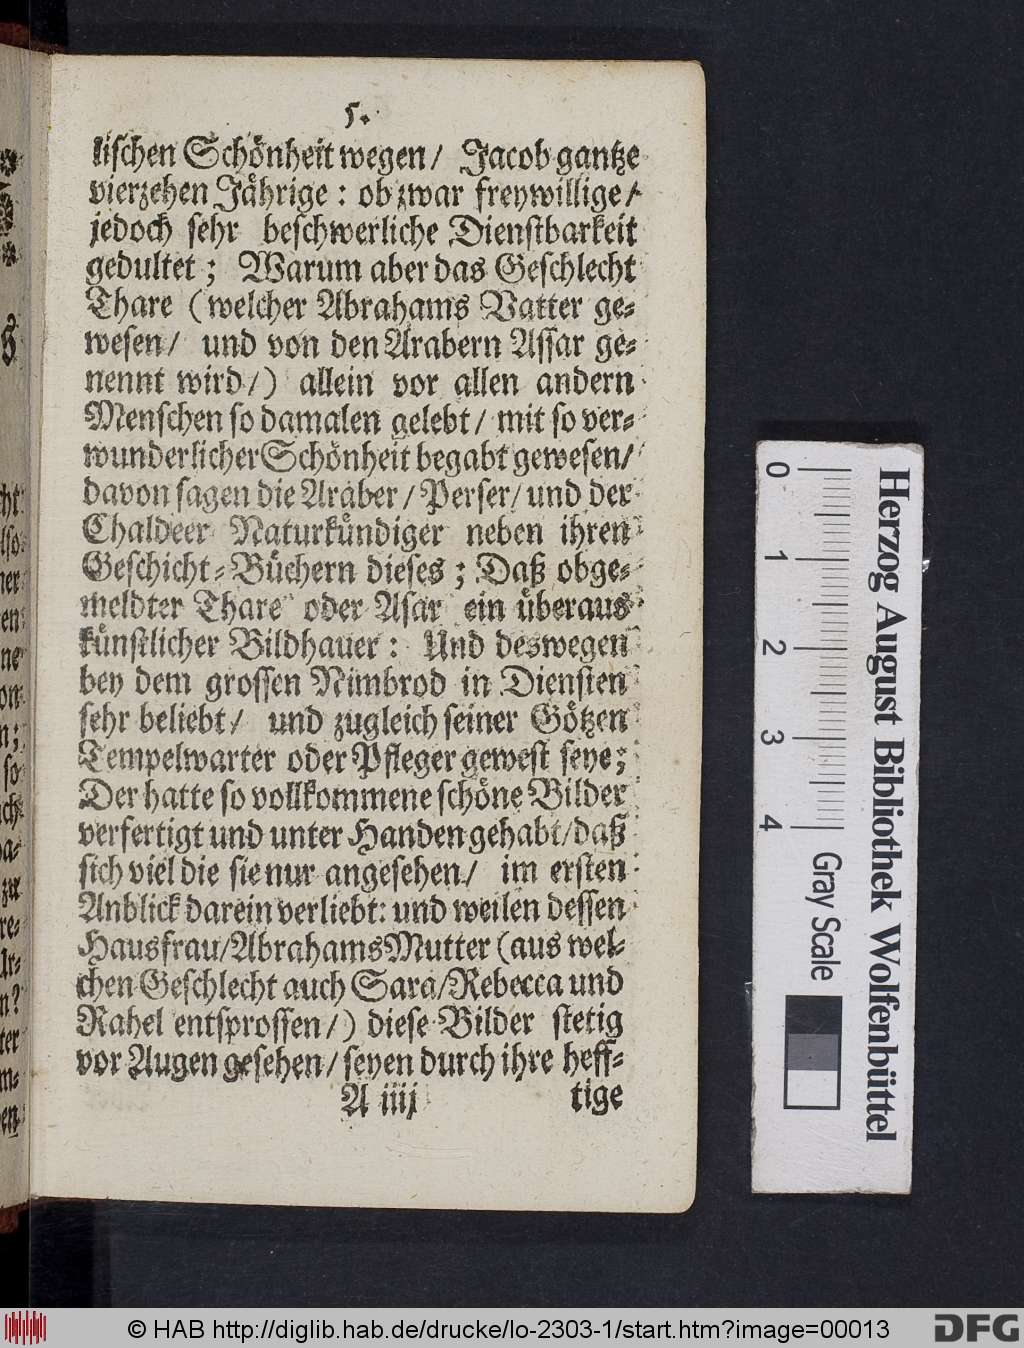 5.
lischen Schönheit wegen/ Jacob gantze
vierzehen Jährige: ob zwar freywillige/
jedoch sehr beschwerliche Dienstbarkeit
gedultet; Warum aber das Geschlecht
Thare (welcher Abrahams Vatter ge-
wesen/ und von den Arabern Assar ge-
nennt wird/) allein vor allen andern
Menschen so damalen gelebt/ mit so ver-
wunderlicher Schönheit begabt gewesen/
davon sagen die Araber/ Perser/ und der
Chaldeer Naturkündiger neben ihren
Geschicht-Büchern dieses; Daß obge-
meldter Thare oder Asar ein überaus
künstlicher Bildhauer: Und deswegen
bey dem grossen Nimbrod in Diensten
sehr beliebt/ und zugleich seiner Götzen
Tempelwarter oder Pfleger gewest seye;
Der hatte so vollkommene schöne Bilder
verfertigt und unter Handen gehabt/ daß
sich viel die sie nur angesehen/ im ersten
Anblick darein verliebt: und weilen dessen
Hausfrau/ Abrahams Mutter (aus wel-
chen Geschlecht auch Sara/ Rebecca und
Rahel entsprossen/) diese Bilder stetig
vor Augen gesehen/ seyen durch ihre heff-
A iiij tige
0 1 2 3 4 Gray Scale
Herzog August Bibliothek Wolfenbüttel
© HAB http://diglib.hab.de/drucke/lo-2303-1/start.htm?image=00013
DFG